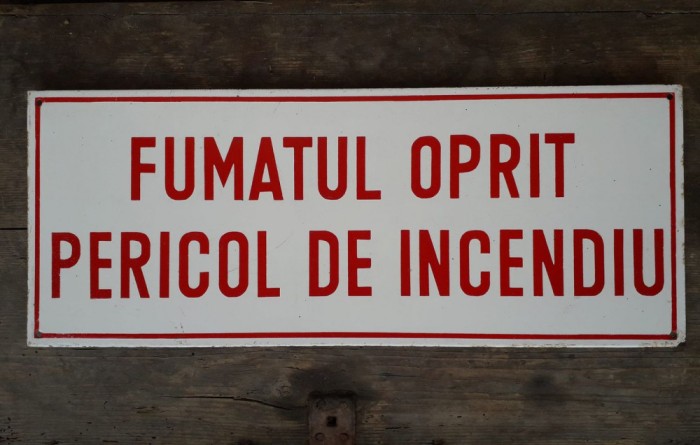 FUMATUL OPRIT
PERICOL DE INCENDIU